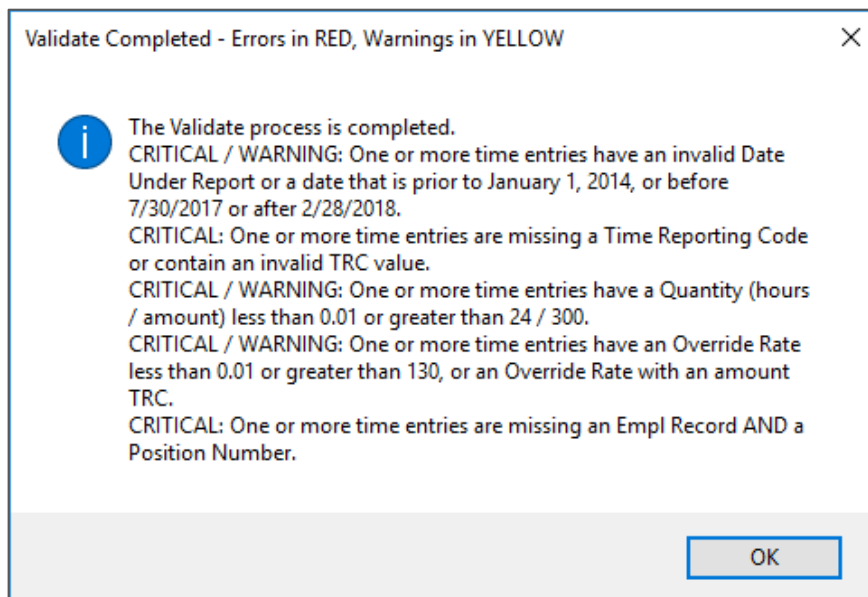 Validate Completed - Errors in RED, Warnings in YELLOW
The Validate process is completed.
CRITICAL / WARNING: One or more time entries have an invalid Date
Under Report or a date that is prior to January 1, 2014, or before
7/30/2017 or after 2/28/2018.
CRITICAL: One or more time entries are missing a Time Reporting Code
or contain an invalid TRC value.
CRITICAL / WARNING: One or more time entries have a Quantity (hours
/ amount) less than 0.01 or greater than 24 / 300.
CRITICAL / WARNING: One or more time entries have an Override Rate
less than 0.01 or greater than 130, or an Override Rate with an amount
TRC.
CRITICAL: One or more time entries are missing an Empl Record AND a
Position Number.
OK